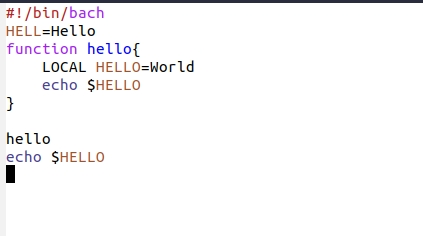 #!/bin/bach
HELL=Hello
function hello{
    LOCAL HELLO=World
    echo $HELLO
}

hello
echo $HELLO